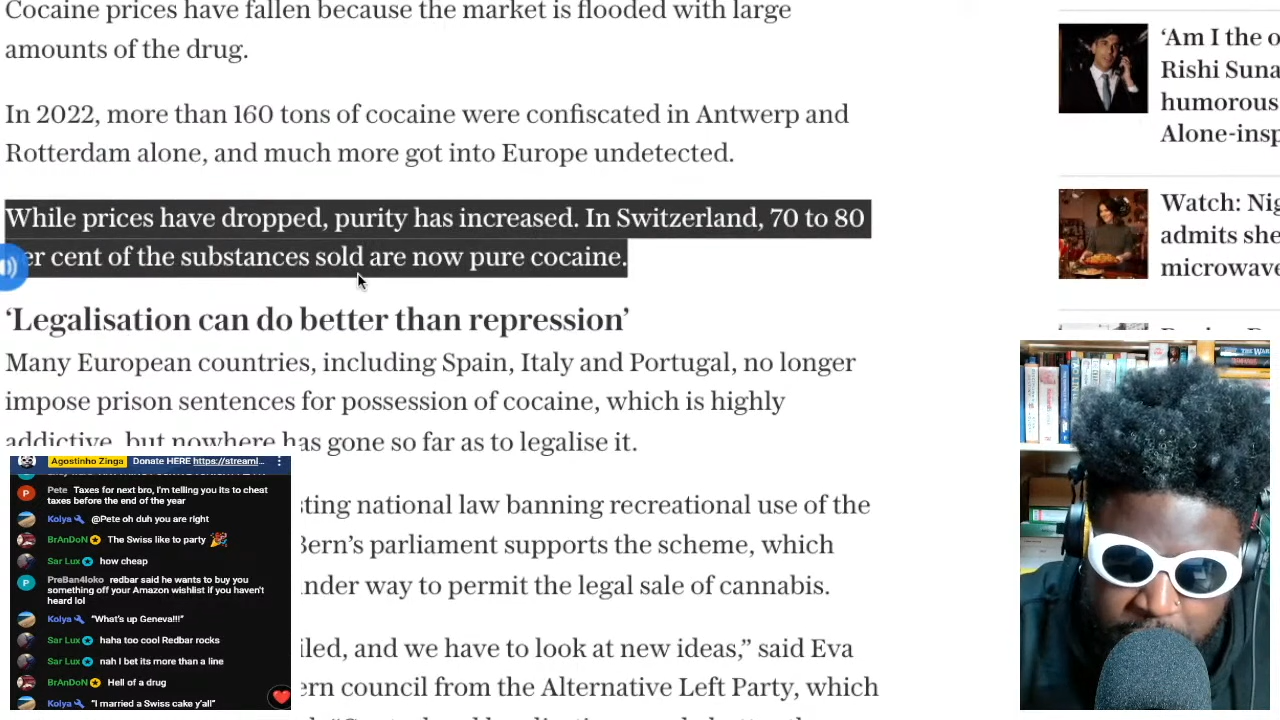 Cocaine prices have fallen because the market is flooded with large
amounts of the drug.
In 2022, more than 160 tons of cocaine were confiscated in Antwerp and
Rotterdam alone, and much more got into Europe undetected.
While prices have dropped, purity has increased. In Switzerland, 70 to 80
er cent of the substances sold are now pure cocaine.
‘Legalisation can do better than repression’
Many European countries, including Spain, Italy and Portugal, no longer
impose prison sentences for possession of cocaine, which is highly
addictive, but nowhere has gone so far as to legalise it.
sting national law banning recreational use of the
Bern’s parliament supports the scheme, which
nder way to permit the legal sale of cannabis.
iled, and we have to look at new ideas,” said Eva
ern council from the Alternative Left Party, which
‘Am I the o
Rishi Suna
humorous
Alone-insp
Watch: Nig
admits she
microwave
THE WAR
Agostinho Zinga Donate HERE https://streaml...
Pete Taxes for next bro, I'm telling you its to cheat
taxes before the end of the year
Kolya @Pete oh duh you are right
BrAnDoN The Swiss like to party
Sar Lux how cheap
PreBan4loko redbar said he wants to buy you
something off your Amazon wishlist if you haven't
heard lol
Kolya "What's up Geneva!!!"
Sar Lux haha too cool Redbar rocks
Sar Lux nah I bet its more than a line
BrAnDoN Hell of a drug
Kolya "I married a Swiss cake y'all"